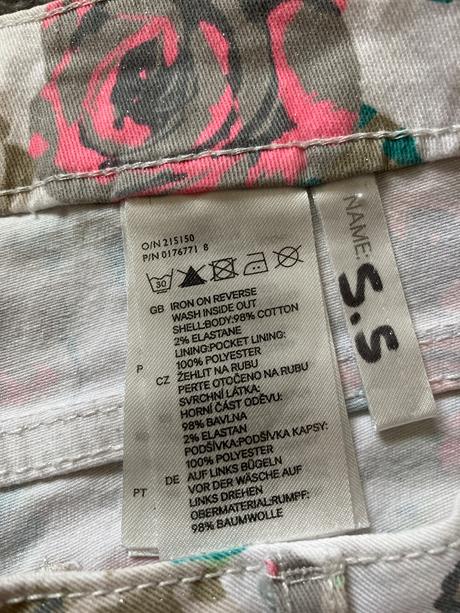 O/N 215150
P/N 0176771 8
30
GB IRON ON REVERSE
WASH INSIDE OUT
SHELL:BODY:98% COTTON
2% ELASTANE
LINING:POCKET LINING:
100% POLYESTER
P CZ ŽEHLIT NA RUBU
PERTE OTOČENO NA RUBU
SVRCHNÍ LÁTKA:
HORNÍ ČÁST ODĚVU:
98% BAVLNA
2% ELASTAN
PODŠÍVKA:PODŠÍVKA KAPSY:
100% POLYESTER
PT DE AUF LINKS BÜGELN
VOR DER WÄSCHE AUF
LINKS DREHEN
OBERMATERIAL:RUMPF:
98% BAUMWOLLE
NAME: S.S